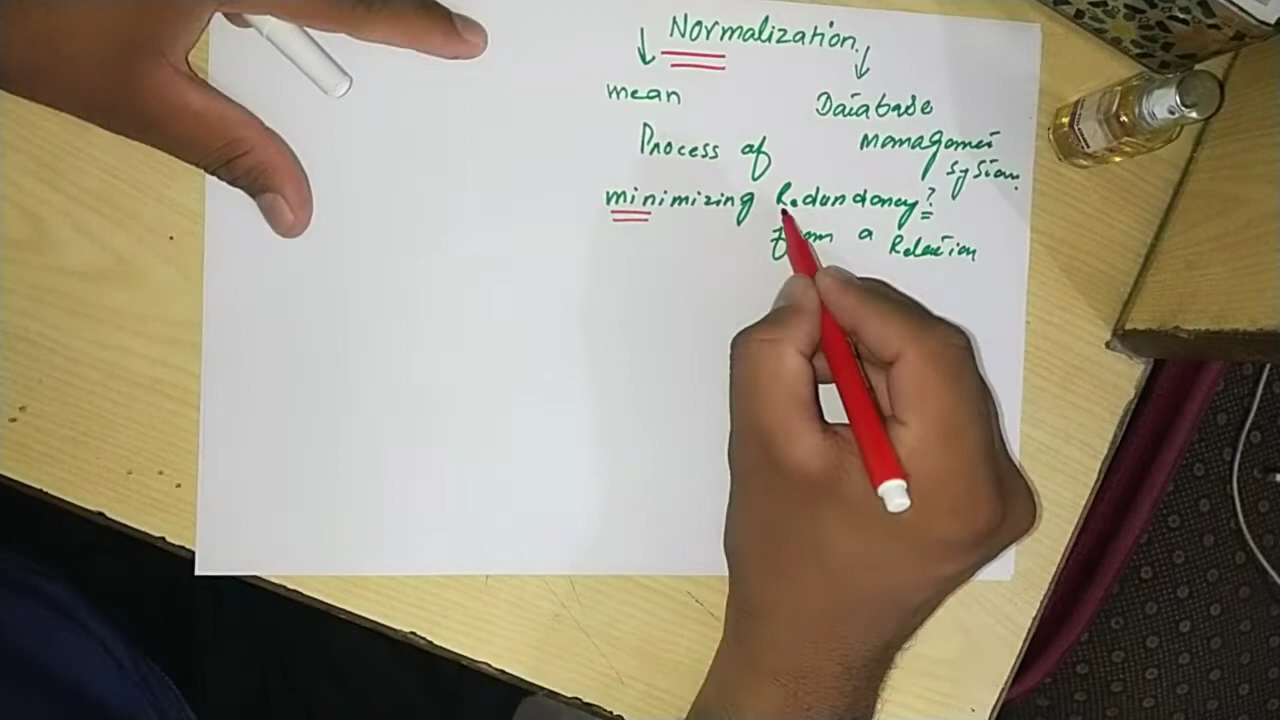 Normalization
mean
Database
Process of
management
system.
minimizing Redundancy?
from a Relation